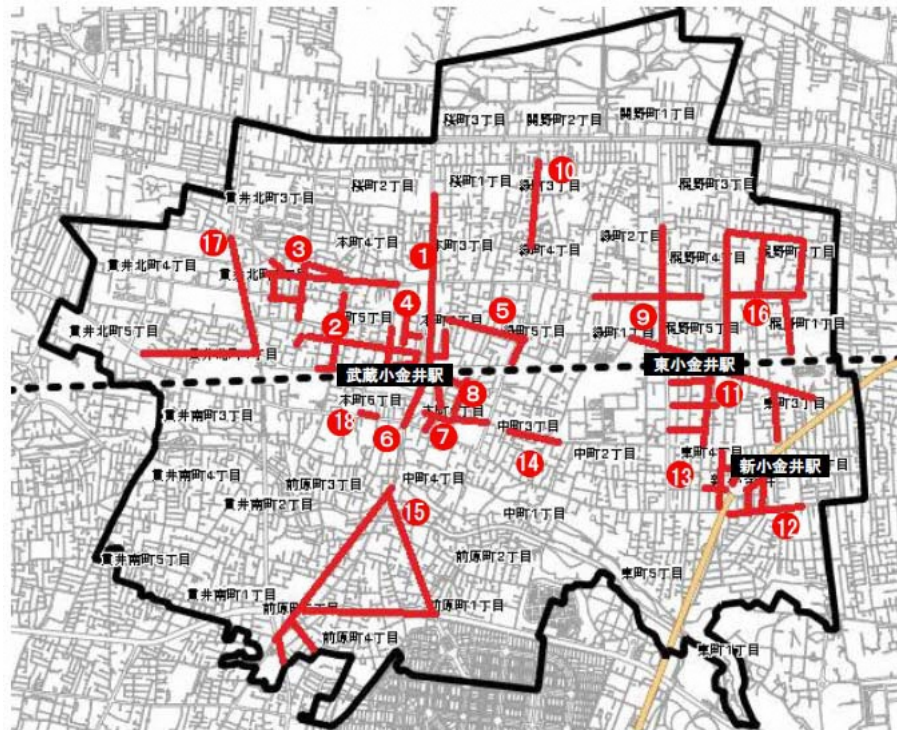 桜町3丁目
関野町2丁目
関野町1丁目
桜町2丁目
桜町1丁目
⑩
緑町3丁目
梶野町3丁目
貫井北町3丁目
⑰
③
本町4丁目
①
本町3丁目
緑町4丁目
緑町2丁目
梶野町4丁目
貫井北町4丁目
④
⑤
⑨
⑯
②
緑町5丁目
緑町1丁目
梶野町5丁目
梶野町1丁目
貫井北町5丁目
武蔵小金井駅
東小金井駅
⑧
⑪
貫井南町3丁目
⑱
⑥
⑦
中町3丁目
⑭
東町3丁目
中町2丁目
東町4丁目
⑬
新小金井駅
貫井南町4丁目
前原町3丁目
中町4丁目
貫井南町2丁目
⑮
中町1丁目
⑫
貫井南町5丁目
前原町2丁目
東町5丁目
貫井南町1丁目
前原町1丁目
前原町4丁目
東町1丁目